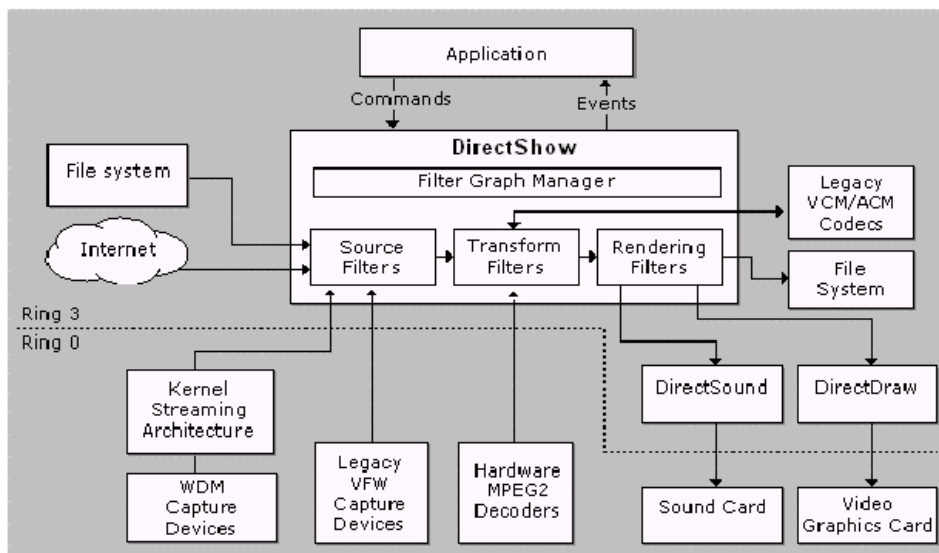 Application
Commands
Events
DirectShow
Filter Graph Manager
File system
Internet
Source
Filters
Transform
Filters
Rendering
Filters
Legacy
VCM/ACM
Codecs
File
System
Ring 3
Ring 0
Kernel
Streaming
Architecture
WDM
Capture
Devices
Legacy
VFW
Capture
Devices
Hardware
MPEG2
Decoders
DirectSound
DirectDraw
Sound Card
Video
Graphics Card